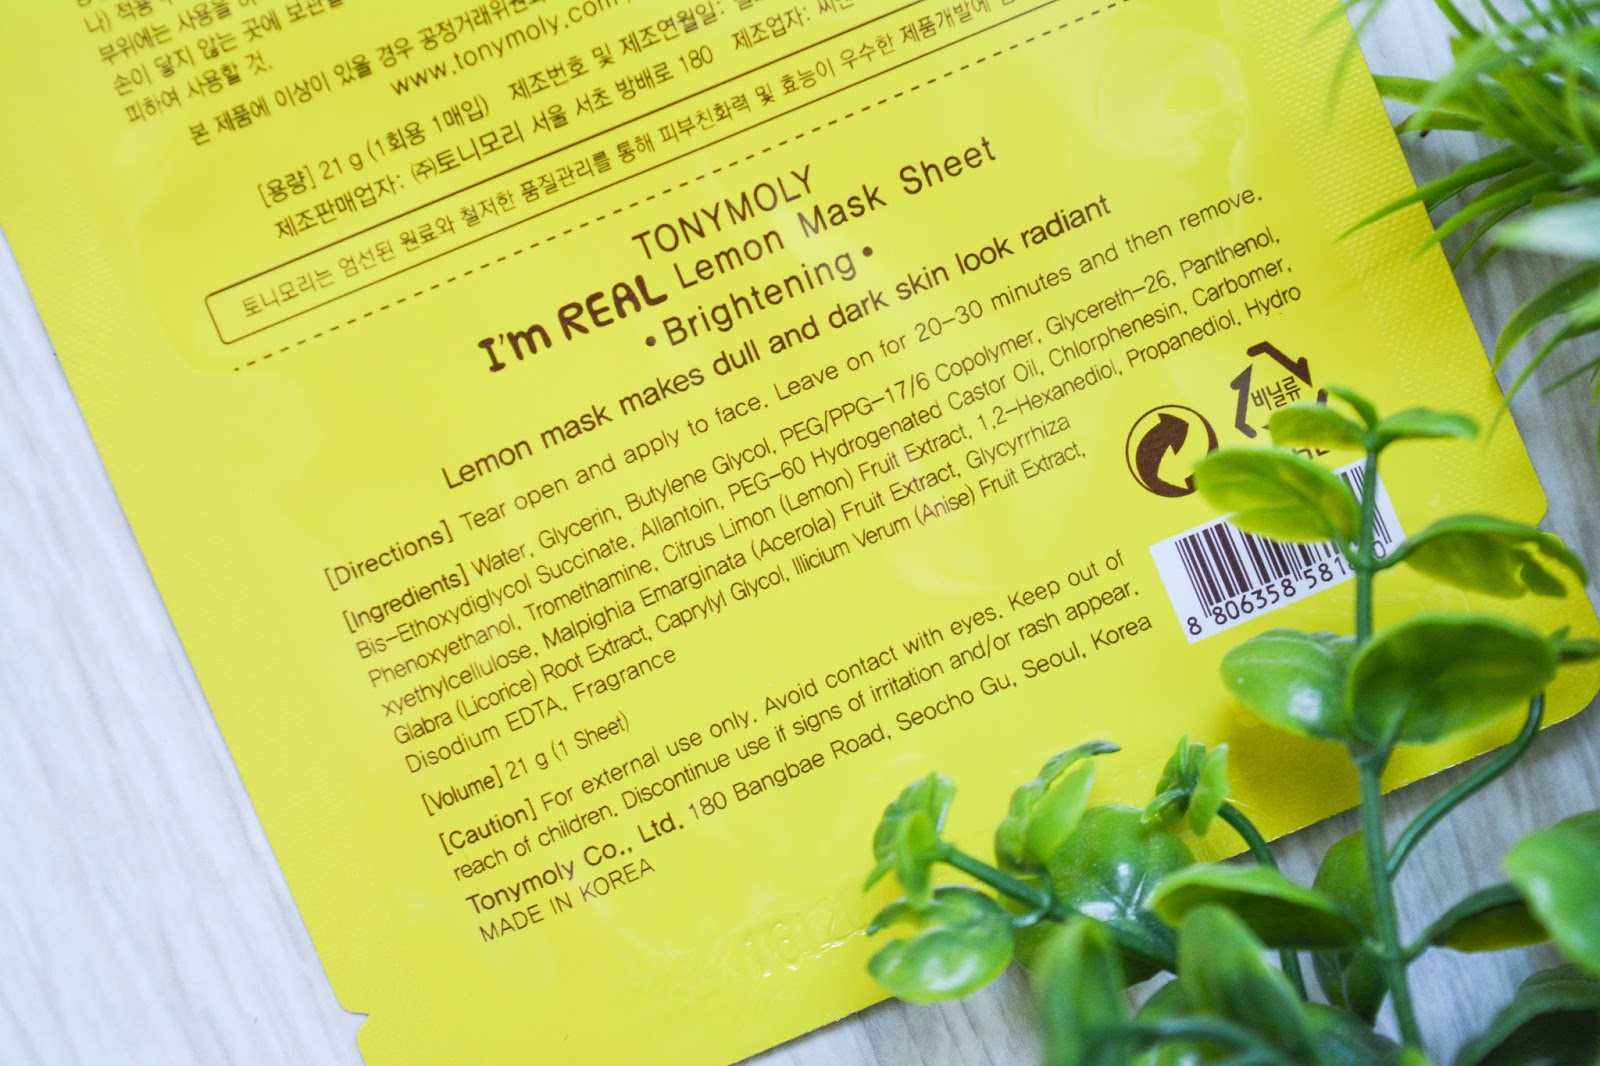 나) 적용
부위에는 사용을
손이 닿지 않는 곳에 보관
피하여 사용할 것.
본 제품에 이상이 있을 경우 공정거래위원회
www.tonymoly.com
[용량] 21 g (1회용 1매입) 제조번호 및 제조연월일:
제조판매업자: (주)토니모리 서울 서초 방배로 180 제조업자:
토니모리는 엄선된 원료와 철저한 품질관리를 통해 피부친화력 및 효능이 우수한 제품개발에
TONYMOLY
I'm REAL Lemon Mask Sheet
• Brightening •
Lemon mask makes dull and dark skin look radiant
[Directions] Tear open and apply to face. Leave on for 20-30 minutes and then remove.
[Ingredients] Water, Glycerin, Butylene Glycol, PEG/PPG-17/6 Copolymer, Glycereth-26, Panthenol,
Bis-Ethoxydiglycol Succinate, Allantoin, PEG-60 Hydrogenated Castor Oil, Chlorphenesin, Carbomer,
Phenoxyethanol, Tromethamine, Citrus Limon (Lemon) Fruit Extract, 1,2-Hexanediol, Propanediol, Hydro
xyethylcellulose, Malpighia Emarginata (Acerola) Fruit Extract, Glycyrrhiza
Glabra (Licorice) Root Extract, Caprylyl Glycol, Illicium Verum (Anise) Fruit Extract,
Disodium EDTA, Fragrance
[Volume] 21 g (1 Sheet)
[Caution] For external use only. Avoid contact with eyes. Keep out of
reach of children. Discontinue use if signs of irritation and/or rash appear.
Tonymoly Co., Ltd. 180 Bangbae Road, Seocho Gu, Seoul, Korea
MADE IN KOREA
비닐류
8 806358 581